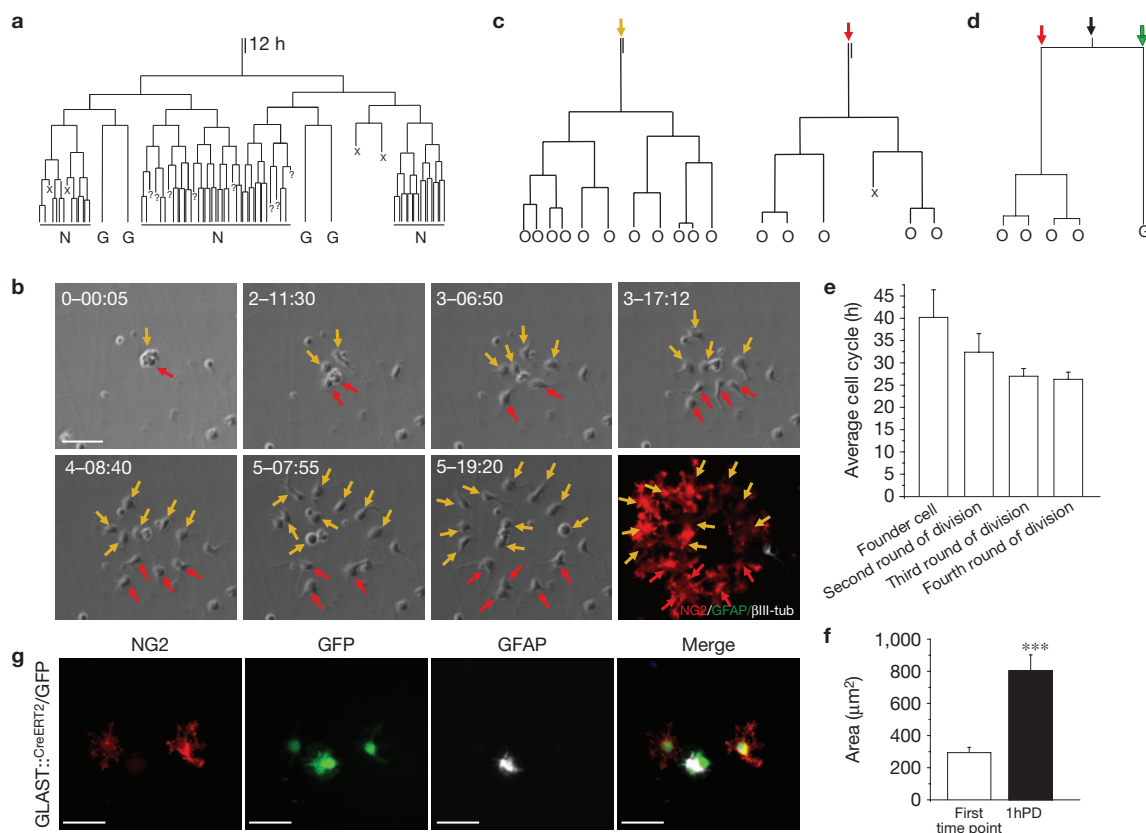 a
12 h
x
x
x x
? ? ? ? ? ? ?
N G G N G G N
c
x
O O O O O O O O O O O
O O O O O
d
O O O O G
b
0–00:05
2–11:30
3–06:50
3–17:12
4–08:40
5–07:55
5–19:20
NG2/GFAP/βIII-tub
e
Average cell cycle (h)
45
40
35
30
25
20
15
10
5
0
Founder cell
Second round of division
Third round of division
Fourth round of division
f
Area (μm²)
1,000
800
600
400
300
200
0
***
First
time point
1hPD
g
GLAST::CreERT2/GFP
NG2
GFP
GFAP
Merge